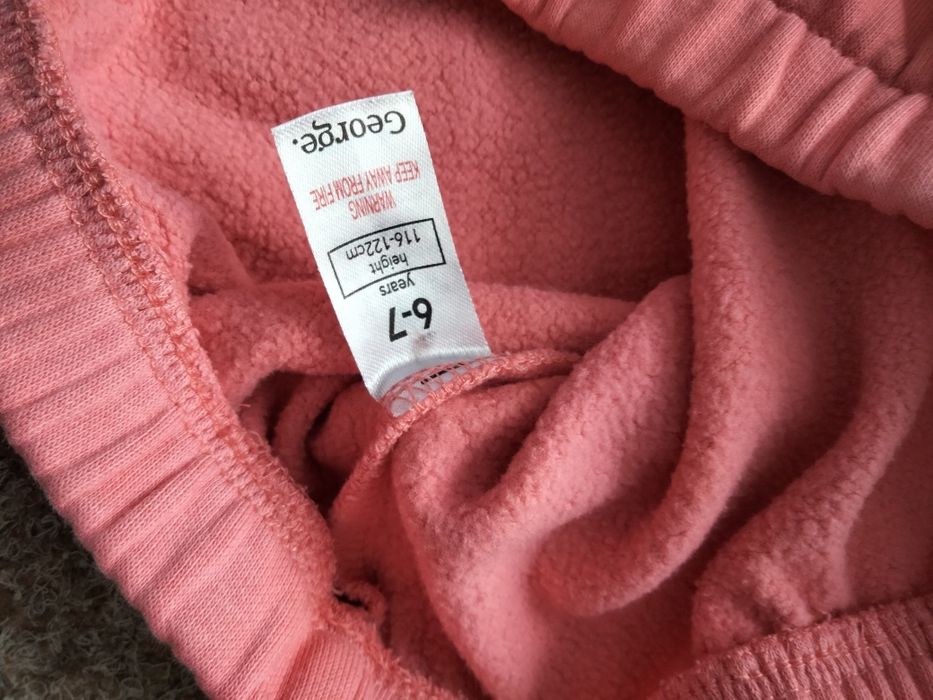 George.
WARNING
KEEP AWAY FROM FIRE
116-122cm
height
years
6-7